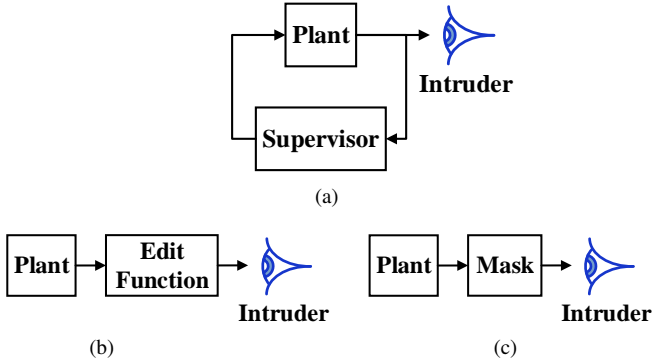 Plant
Intruder
Supervisor
(a)
Plant
Edit
Function
Intruder
(b)
Plant
Mask
Intruder
(c)